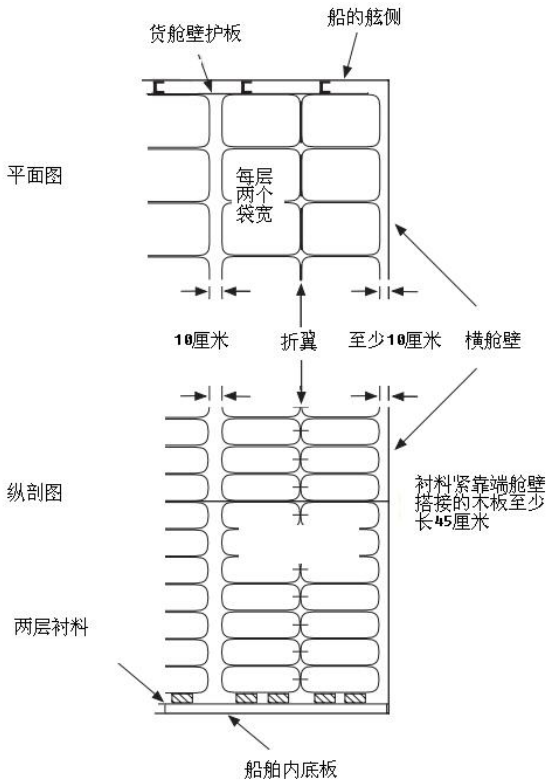 船的舷侧
货舱壁护板
平面图
每层
两个
袋宽
10厘米
折翼
至少10厘米
横舱壁
纵剖图
衬料紧靠端舱壁
搭接的木板至少
长45厘米
两层衬料
船舶内底板